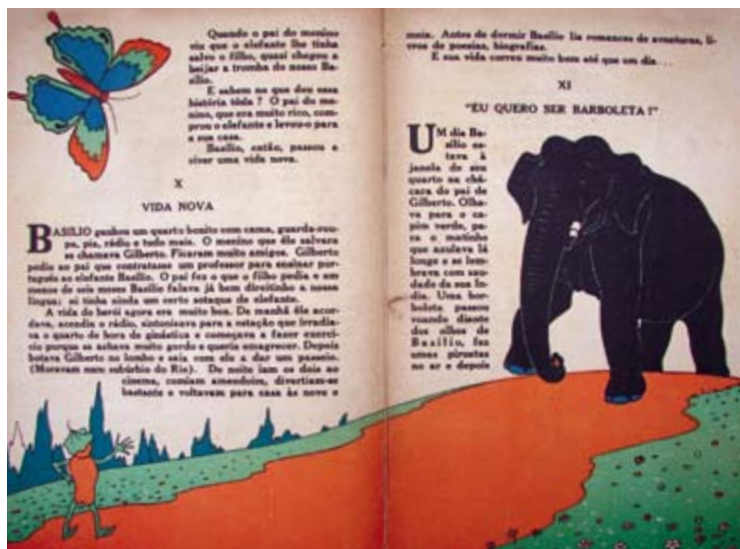 Quando o pai do menino
viu que o elefante lhe tinha
salvo o filho, quasi chegou a
beijar a tromba do nosso Ba-
silio.
E sabem no que deu essa
história tôda? O pai do me-
nino, que era muito rico, com-
prou o elefante e levou-o para
a sua casa.
Basílio, então, passou a
viver uma vida nova.
X
VIDA NOVA
BASILIO ganhou um quarto bonito com cama, guarda-rou-
pa, pia, rádio e tudo mais. O menino que êle salvara
se chamava Gilberto. Ficaram muito amigos. Gilberto
pediu ao pai que contratasse um professor para ensinar por-
tuguês ao elefante Basílio. O pai fez o que o filho pedia e em
menos de seis meses Basílio falava já bem direitinho a nossa
lingua; só tinha ainda um certo sotaque de elefante.
A vida do herói agora era muito boa. De manhã êle acor-
dava, acendia o rádio, sintonisava para a estação que irradia-
va o quarto de hora de ginástica e começava a fazer exercí-
cio porque se achava muito gordo e queria emagrecer. Depois
botava Gilberto no lombo e saía com ele a dar um passeio.
(Moravam num subúrbio do Rio). De noite iam os dois ao
cinema, comiam amendoim, divertiam-se
bastante e voltavam para casa às nove e
meia. Antes de dormir Basílio lia romances de aventuras, li-
vros de poesias, biografias.
E sua vida correu muito bem até que um dia...
XI
"EU QUERO SER BARBOLETA!"
UM dia Ba-
sílio es-
tava à
janela do seu
quarto na chá-
cara do pai de
Gilberto. Olha-
va para o ca-
pim verde, pa-
ra o matinho
que azulava lá
longe e se lem-
brava com sau-
dade da sua Ín-
dia. Uma bor-
boleta passou
voando diante
dos olhos de
Basílio, fez
umas piruetas
no ar e depois